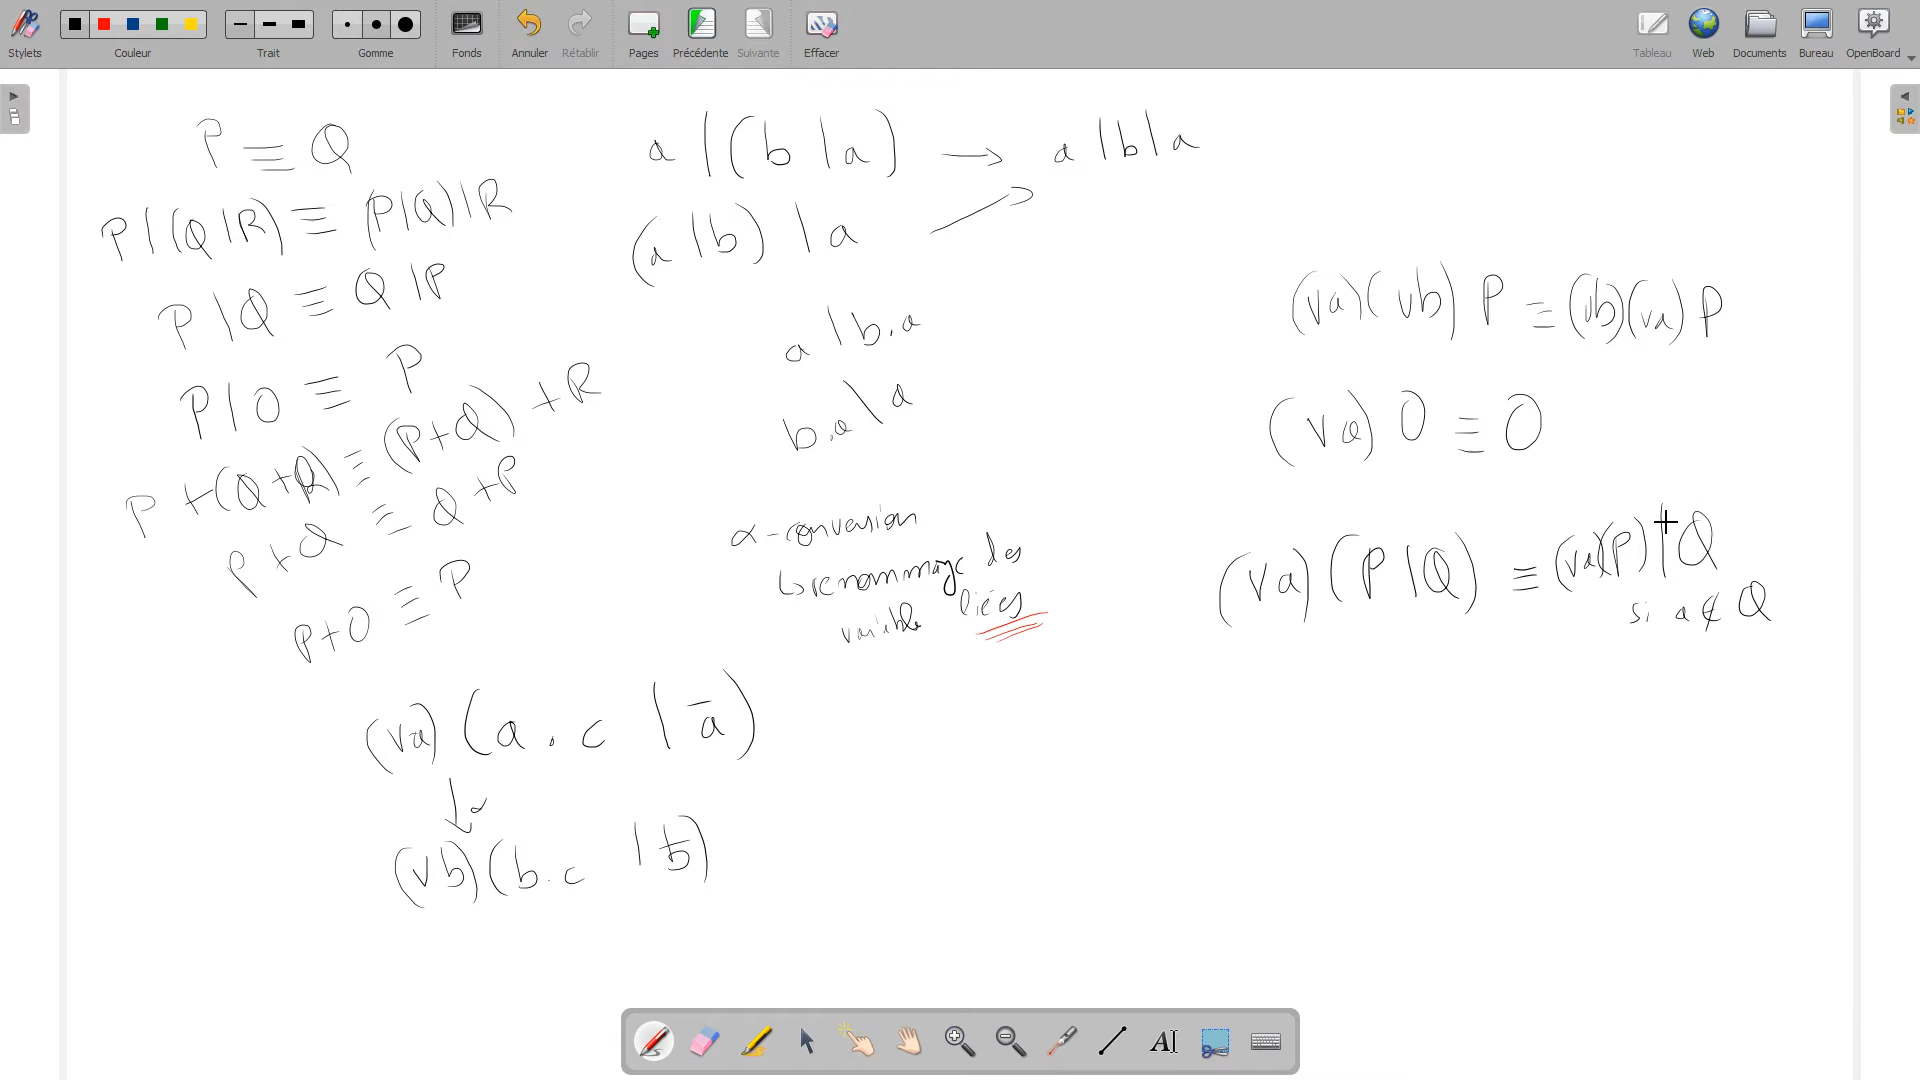 Stylets Couleur Trait Gomme Fonds Annuler Rétablir Pages Précédente Suivante Effacer Tableau Web Documents Bureau OpenBoard
P ≡ Q
P|(Q|R) ≡ (P|Q)|R
P|Q ≡ Q|P
P|0 ≡ P
P+(Q+R) ≡ (P+Q)+R
P+Q ≡ Q+P
P+0 ≡ P
a|(b|a) → a|b|a
(a|b)|a
a|b.a
b.a|a
α-conversion
↳ renommage des
variable liées
(νa)(a.c | a̅)
↓α
(νb)(b.c | b̅)
(νa)(νb)P ≡ (νb)(νa)P
(νa)0 ≡ 0
(νa)(P|Q) ≡ (νa)(P)|Q
si a∉Q